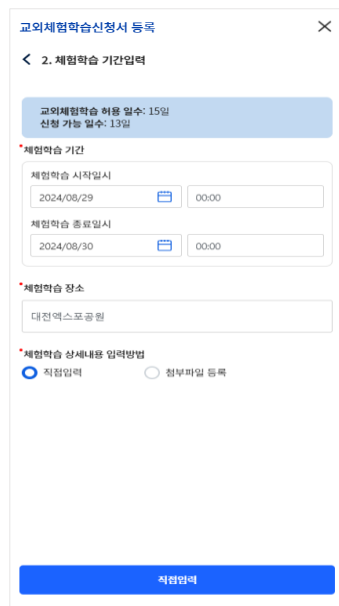 교외체험학습신청서 등록
2. 체험학습 기간입력
교외체험학습 허용 일수: 15일
신청 가능 일수: 13일
*체험학습 기간
체험학습 시작일시
2024/08/29 00:00
체험학습 종료일시
2024/08/30 00:00
*체험학습 장소
대전엑스포공원
*체험학습 상세내용 입력방법
직접입력 첨부파일 등록
직접입력